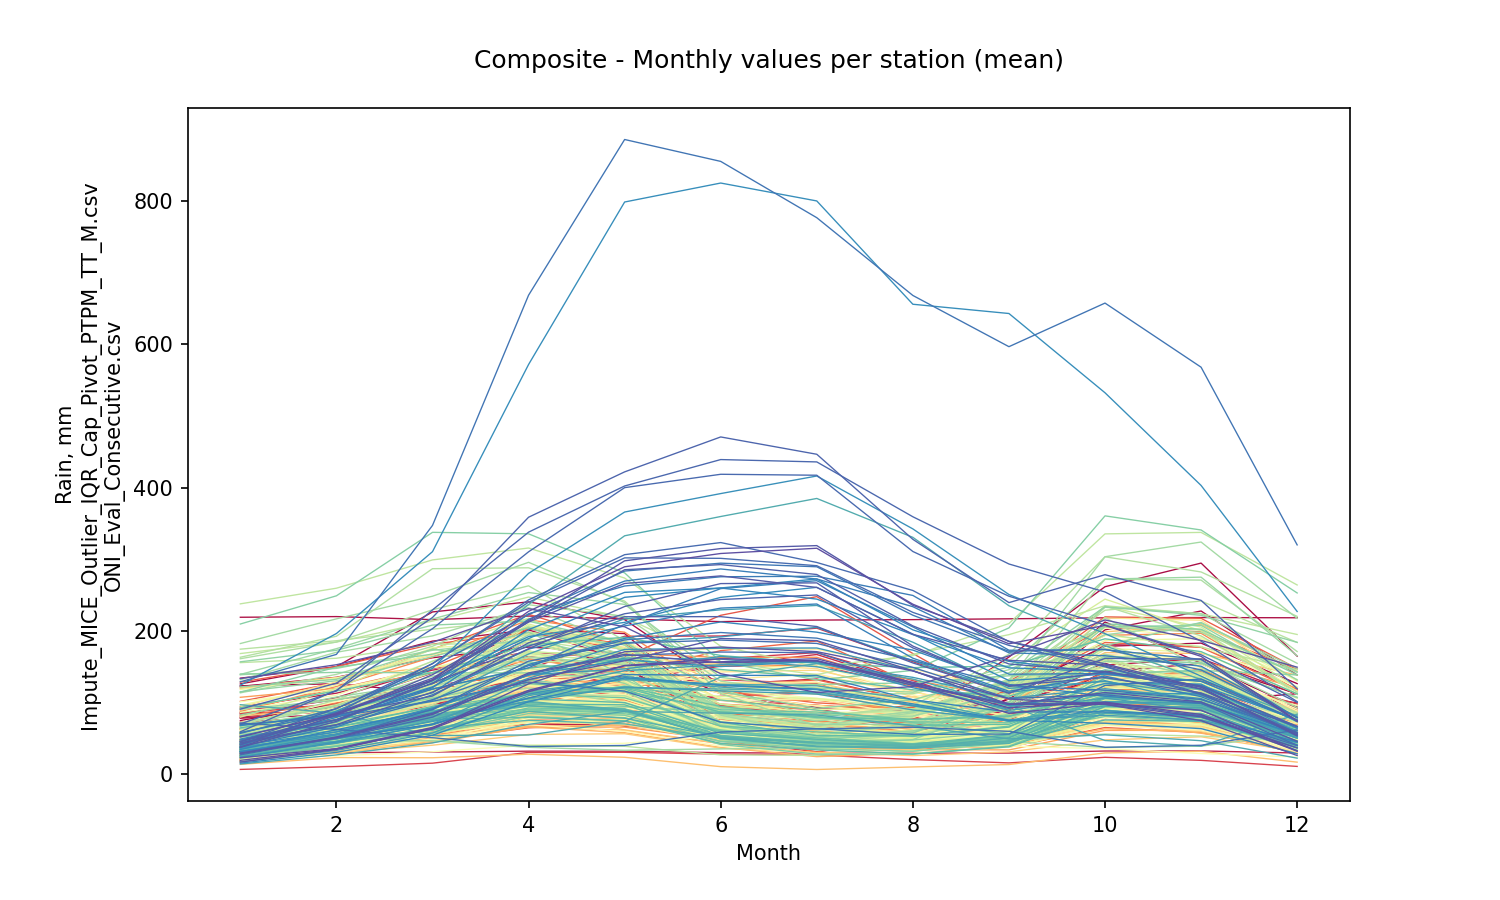 Composite - Monthly values per station (mean)
Rain, mm
Impute_MICE_Outlier_IQR_Cap_Pivot_PTPM_TT_M.csv
ONI_Eval_Consecutive.csv
800
600
400
200
0
2 4 6 8 10 12
Month